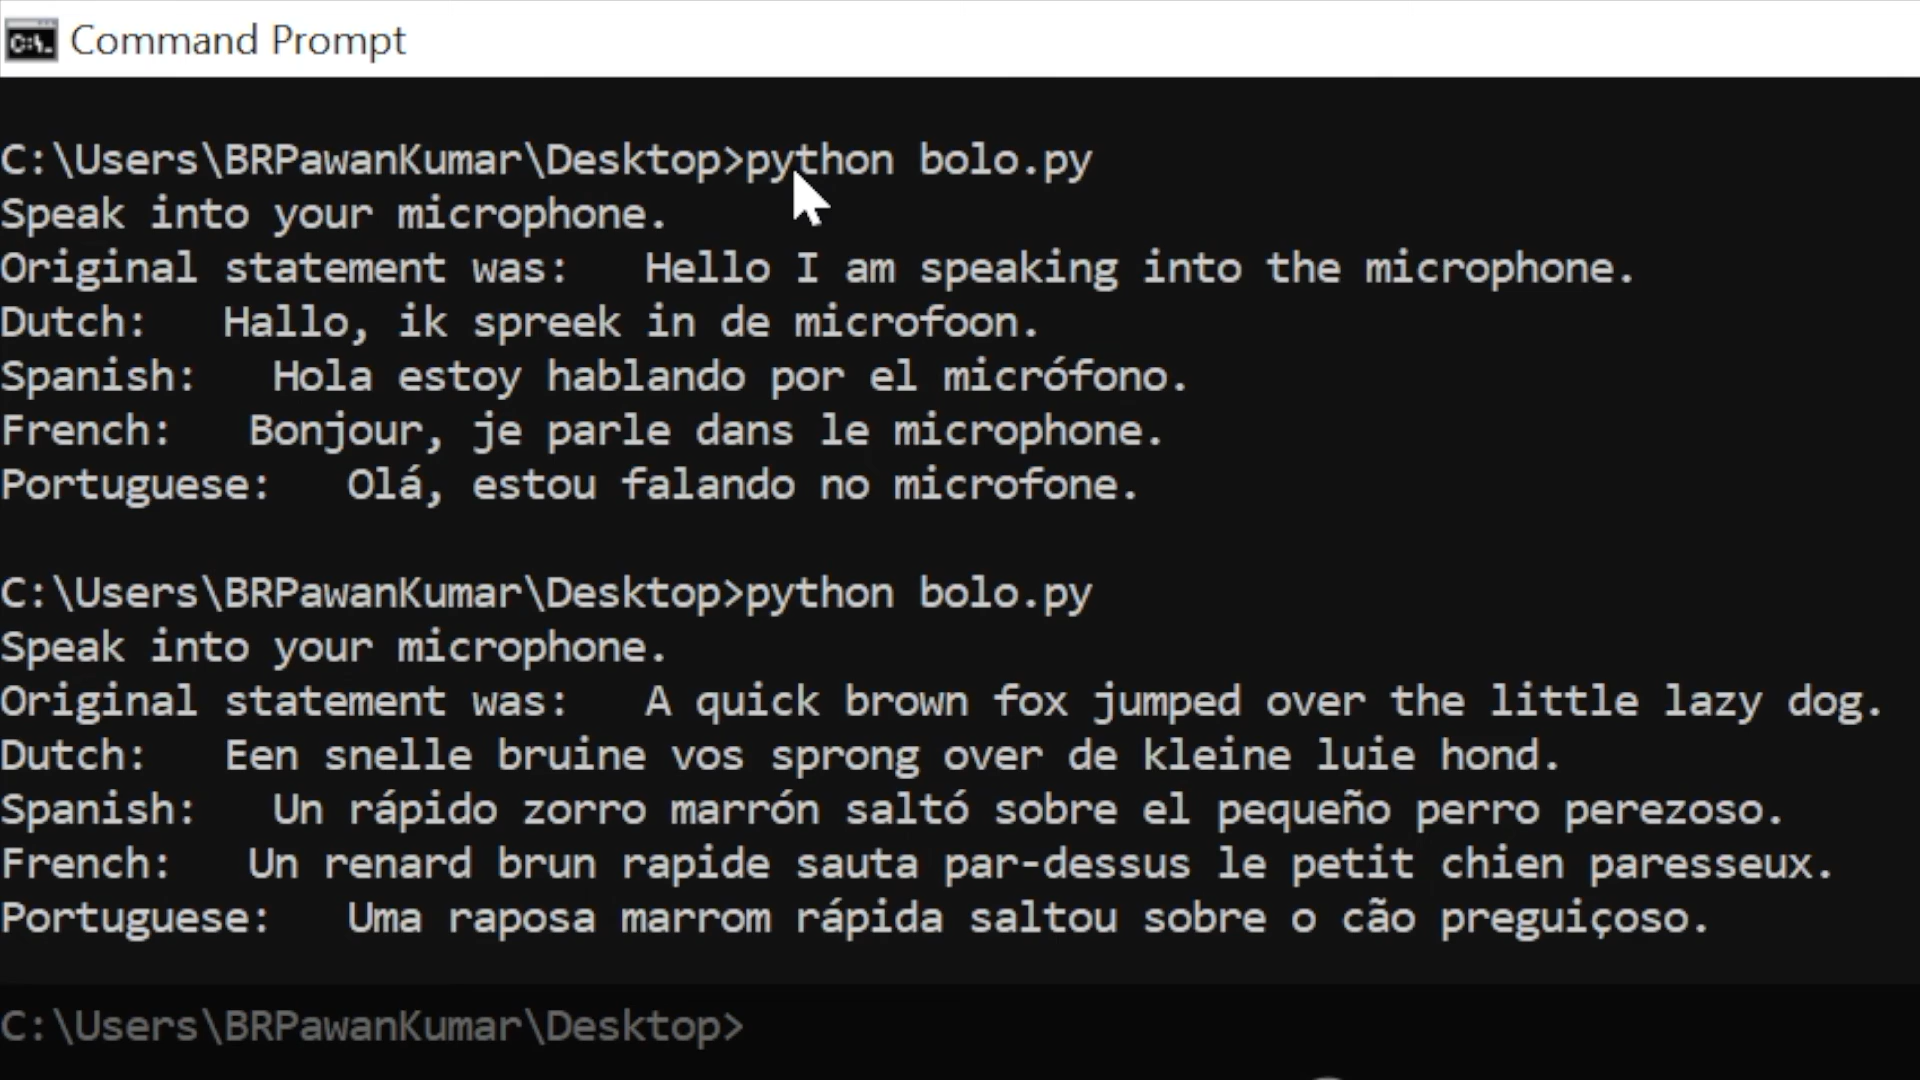 Command Prompt
C:\Users\BRPawanKumar\Desktop>python bolo.py
Speak into your microphone.
Original statement was:   Hello I am speaking into the microphone.
Dutch:   Hallo, ik spreek in de microfoon.
Spanish:   Hola estoy hablando por el micrófono.
French:   Bonjour, je parle dans le microphone.
Portuguese:   Olá, estou falando no microfone.
C:\Users\BRPawanKumar\Desktop>python bolo.py
Speak into your microphone.
Original statement was:   A quick brown fox jumped over the little lazy dog.
Dutch:   Een snelle bruine vos sprong over de kleine luie hond.
Spanish:   Un rápido zorro marrón saltó sobre el pequeño perro perezoso.
French:   Un renard brun rapide sauta par-dessus le petit chien paresseux.
Portuguese:   Uma raposa marrom rápida saltou sobre o cão preguiçoso.
C:\Users\BRPawanKumar\Desktop>